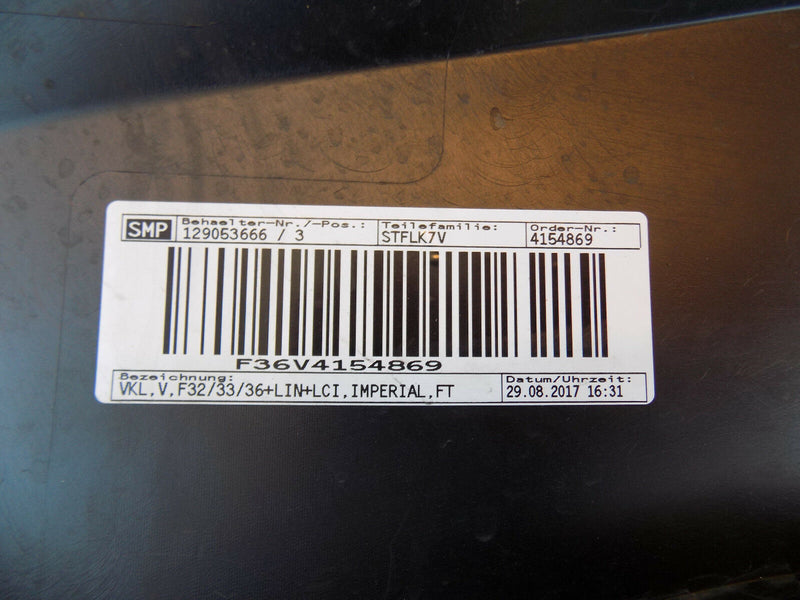 SMP Behaelter-Nr./-Pos.: Teilefamilie: Order-Nr.:
129053666 / 3 STFLK7V 4154869
F36V4154869
Bezeichnung: Datum/Uhrzeit:
VKL,V,F32/33/36+LIN+LCI,IMPERIAL,FT 29.08.2017 16:31